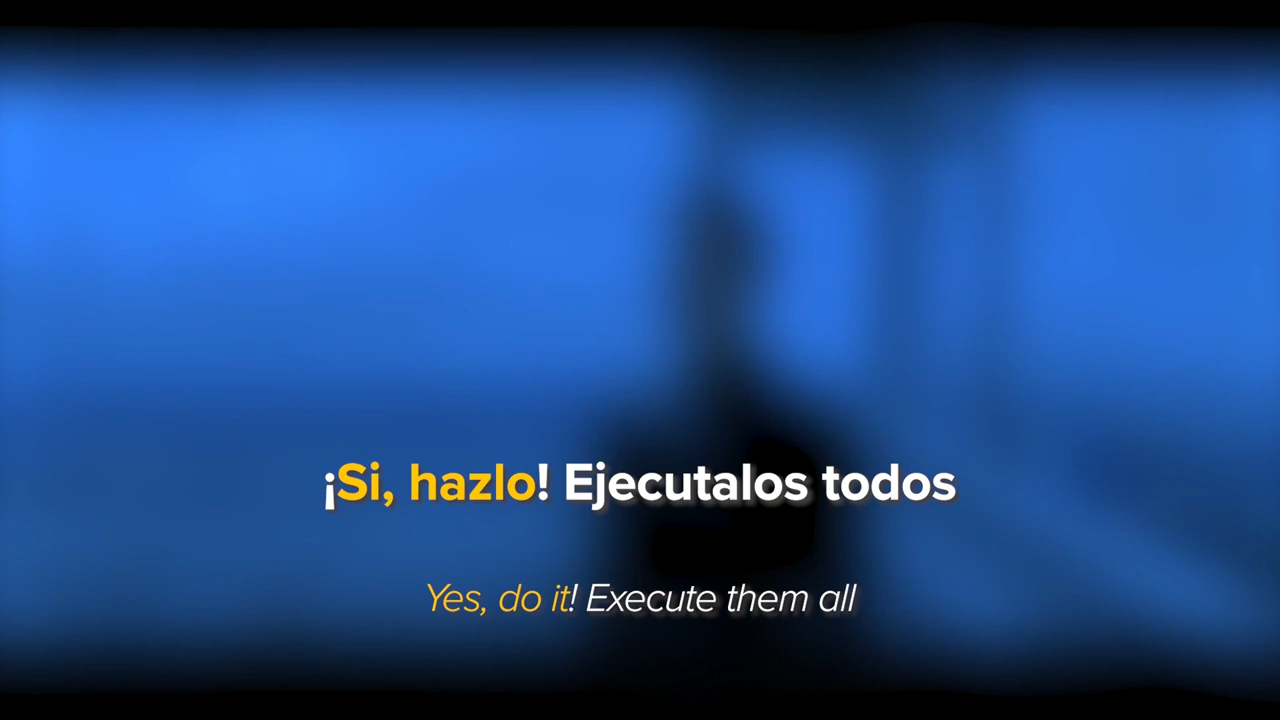 ¡Si, hazlo! Ejecutalos todos
Yes, do it! Execute them all